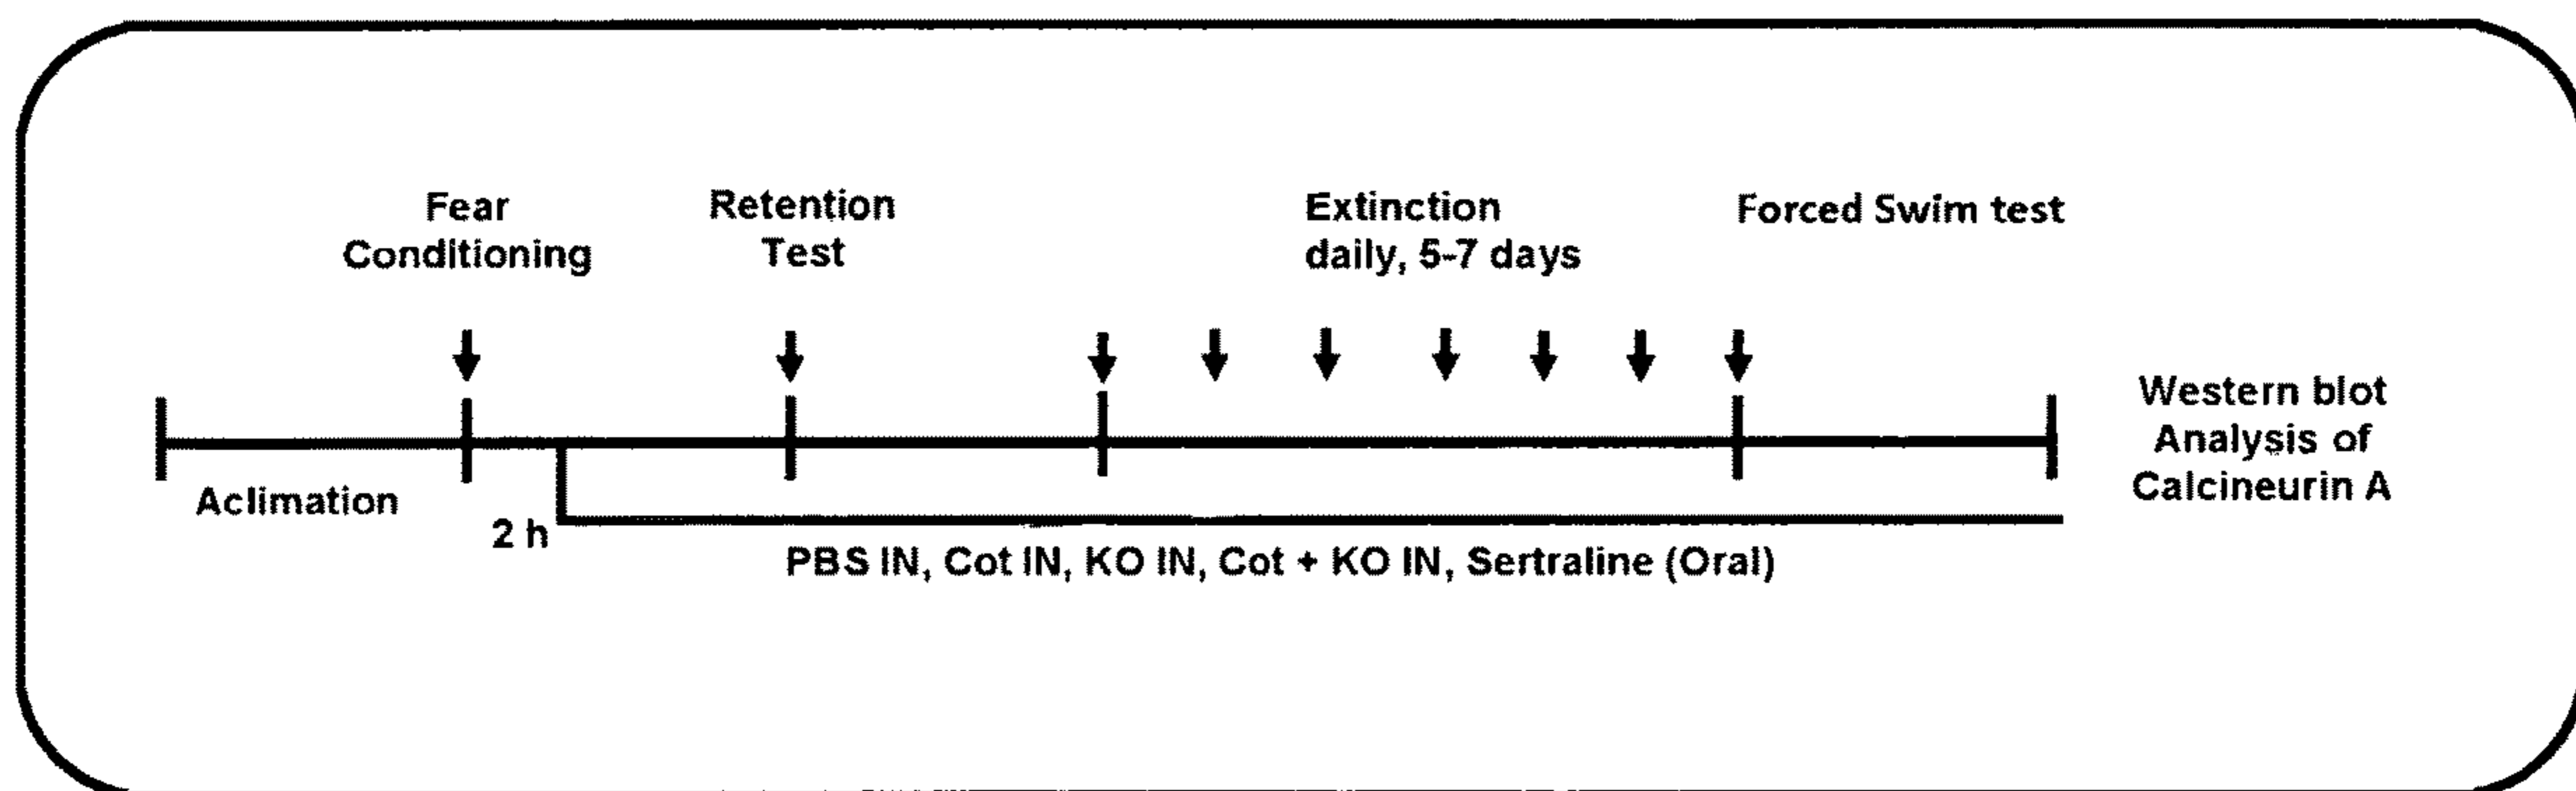 Fear
Conditioning
Retention
Test
Extinction
daily, 5-7 days
Forced Swim test
Aclimation
2 h
PBS IN, Cot IN, KO IN, Cot + KO IN, Sertraline (Oral)
Western blot
Analysis of
Calcineurin A